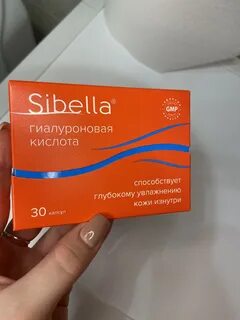 Sibella®
GMP
гиалуроновая
кислота
способствует
глубокому увлажнению
кожи изнутри
30 капсул